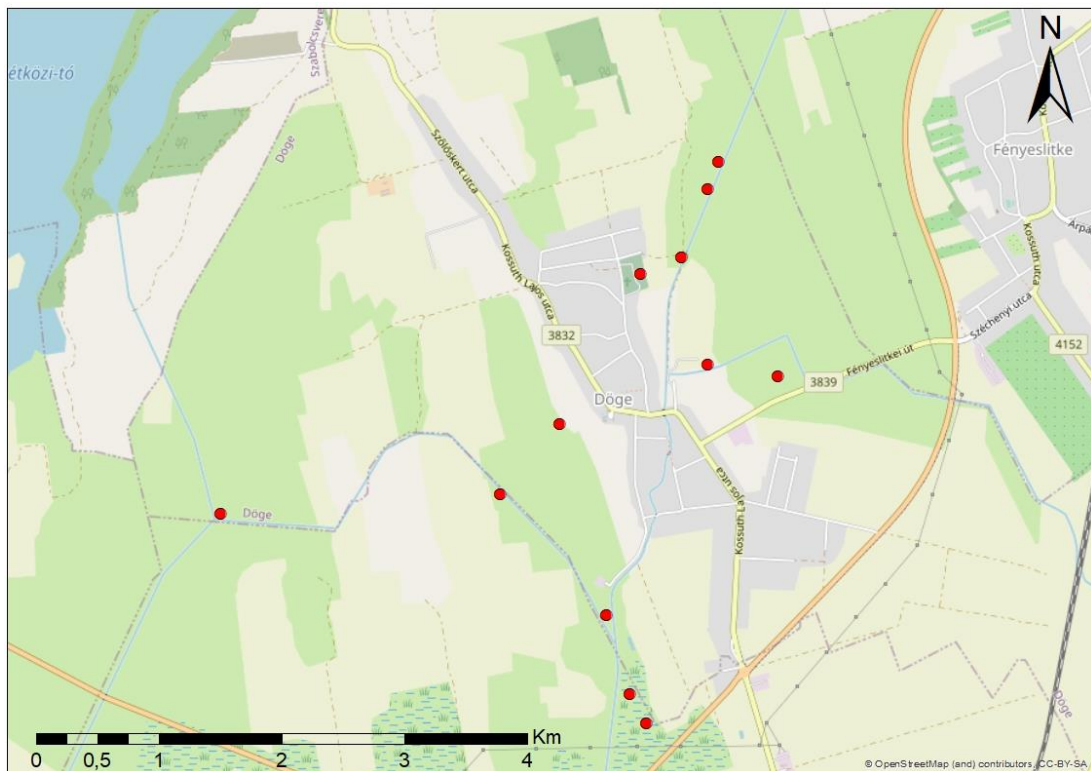 N
étközi-tó
Szabolcsvere
Döge
Szőlőskert utca
Fényeslitke
Kossuth utca
Árpá
Kossuth Lajos utca
Széchenyi utca
3832
4152
Fényeslitkei út
3839
Döge
Kossuth Lajos utca
Döge
Döge
0 0,5 1 2 3 4 Km
© OpenStreetMap (and) contributors, CC-BY-SA